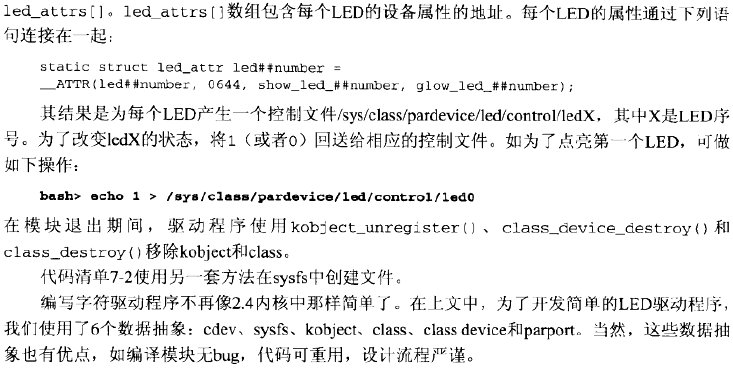 led_attrs[]。led_attrs[]数组包含每个LED的设备属性的地址。每个LED的属性通过下列语
句连接在一起：
static struct led_attr led##number =
__ATTR(led##number, 0644, show_led_##number, glow_led_##number);
其结果是为每个LED产生一个控制文件/sys/class/pardevice/led/control/ledX，其中X是LED序
号。为了改变ledX的状态，将1（或者0）回送给相应的控制文件。如为了点亮第一个LED，可做
如下操作：
bash> echo 1 > /sys/class/pardevice/led/control/led0
在模块退出期间，驱动程序使用kobject_unregister()、class_device_destroy()和
class_destroy()移除kobject和class。
代码清单7-2使用另一套方法在sysfs中创建文件。
编写字符驱动程序不再像2.4内核中那样简单了。在上文中，为了开发简单的LED驱动程序，
我们使用了6个数据抽象：cdev、sysfs、kobject、class、class device和parport。当然，这些数据抽
象也有优点，如编译模块无bug，代码可重用，设计流程严谨。